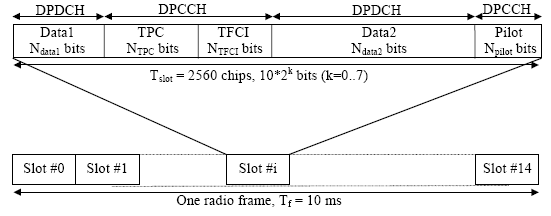 DPDCH DPCCH DPDCH DPCCH
Data1 TPC TFCI Data2 Pilot
Ndata1 bits NTPC bits NTFCI bits Ndata2 bits Npilot bits
Tslot = 2560 chips, 10*2k bits (k=0..7)
Slot #0 Slot #1 Slot #i Slot #14
One radio frame, Tf = 10 ms